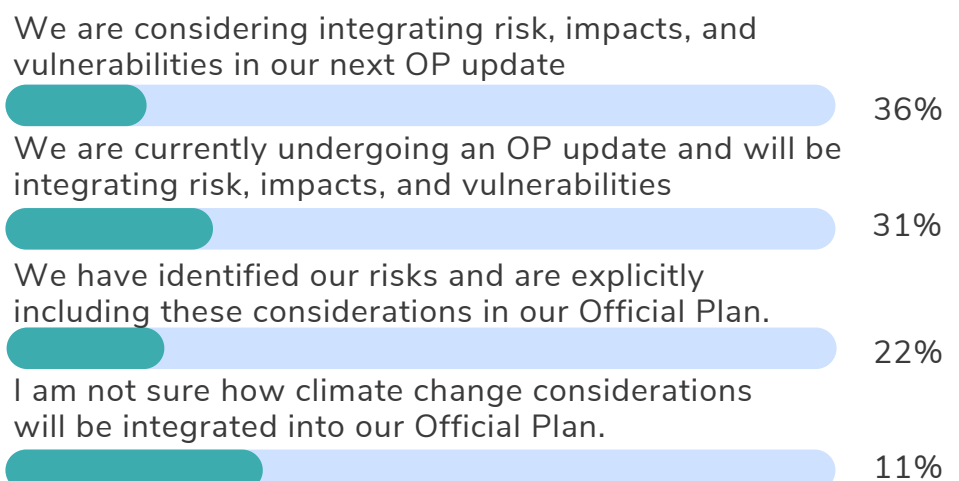 We are considering integrating risk, impacts, and
vulnerabilities in our next OP update
36%
We are currently undergoing an OP update and will be
integrating risk, impacts, and vulnerabilities
31%
We have identified our risks and are explicitly
including these considerations in our Official Plan.
22%
I am not sure how climate change considerations
will be integrated into our Official Plan.
11%